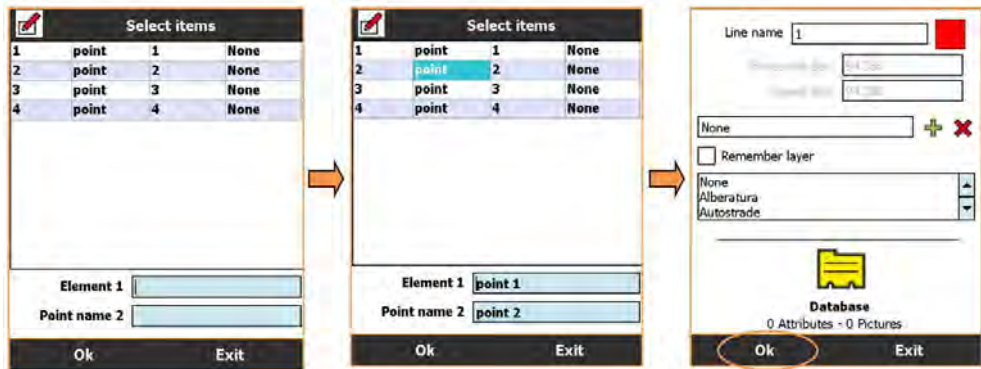 Select items
1 point 1 None
2 point 2 None
3 point 3 None
4 point 4 None
Element 1
Point name 2
Ok Exit
Select items
1 point 1 None
2 point 2 None
3 point 3 None
4 point 4 None
Element 1 point 1
Point name 2 point 2
Ok Exit
Line name 1
None
Remember layer
None
Alberatura
Autostrade
Database
0 Attributes - 0 Pictures
Ok Exit